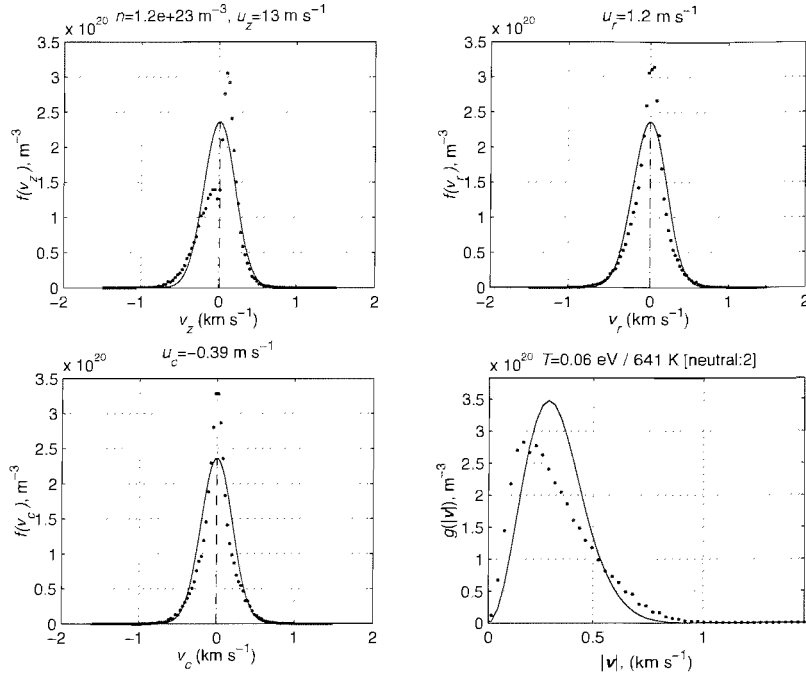 × 10^20 n=1.2e+23 m^−3, u_z=13 m s^−1
3.5
3
2.5
2
1.5
1
0.5
0
f(v_z), m^−3
−2 −1 0 1 2
v_z (km s^−1)
× 10^20 u_r=1.2 m s^−1
3.5
3
2.5
2
1.5
1
0.5
0
f(v_r), m^−3
−2 −1 0 1 2
v_r (km s^−1)
× 10^20 u_c=−0.39 m s^−1
3.5
3
2.5
2
1.5
1
0.5
0
f(v_c), m^−3
−2 −1 0 1 2
v_c (km s^−1)
× 10^20 T=0.06 eV / 641 K [neutral:2]
3.5
3
2.5
2
1.5
1
3.5
0
g(|v|), m^−3
0 0.5 1
|v|, (km s^−1)